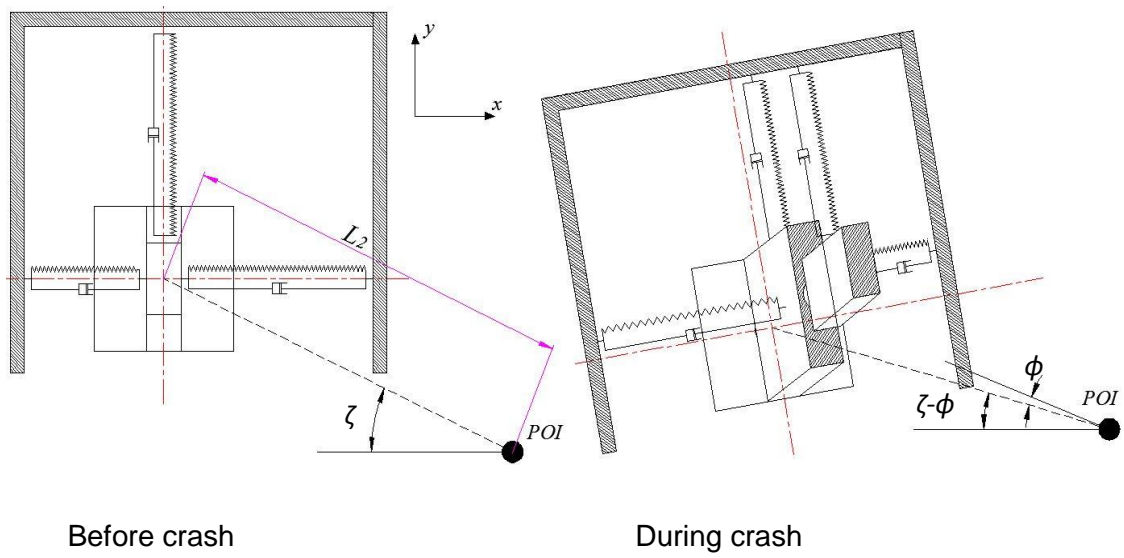 y
x
L2
ζ
POI
ϕ
ζ-ϕ
POI
Before crash
During crash